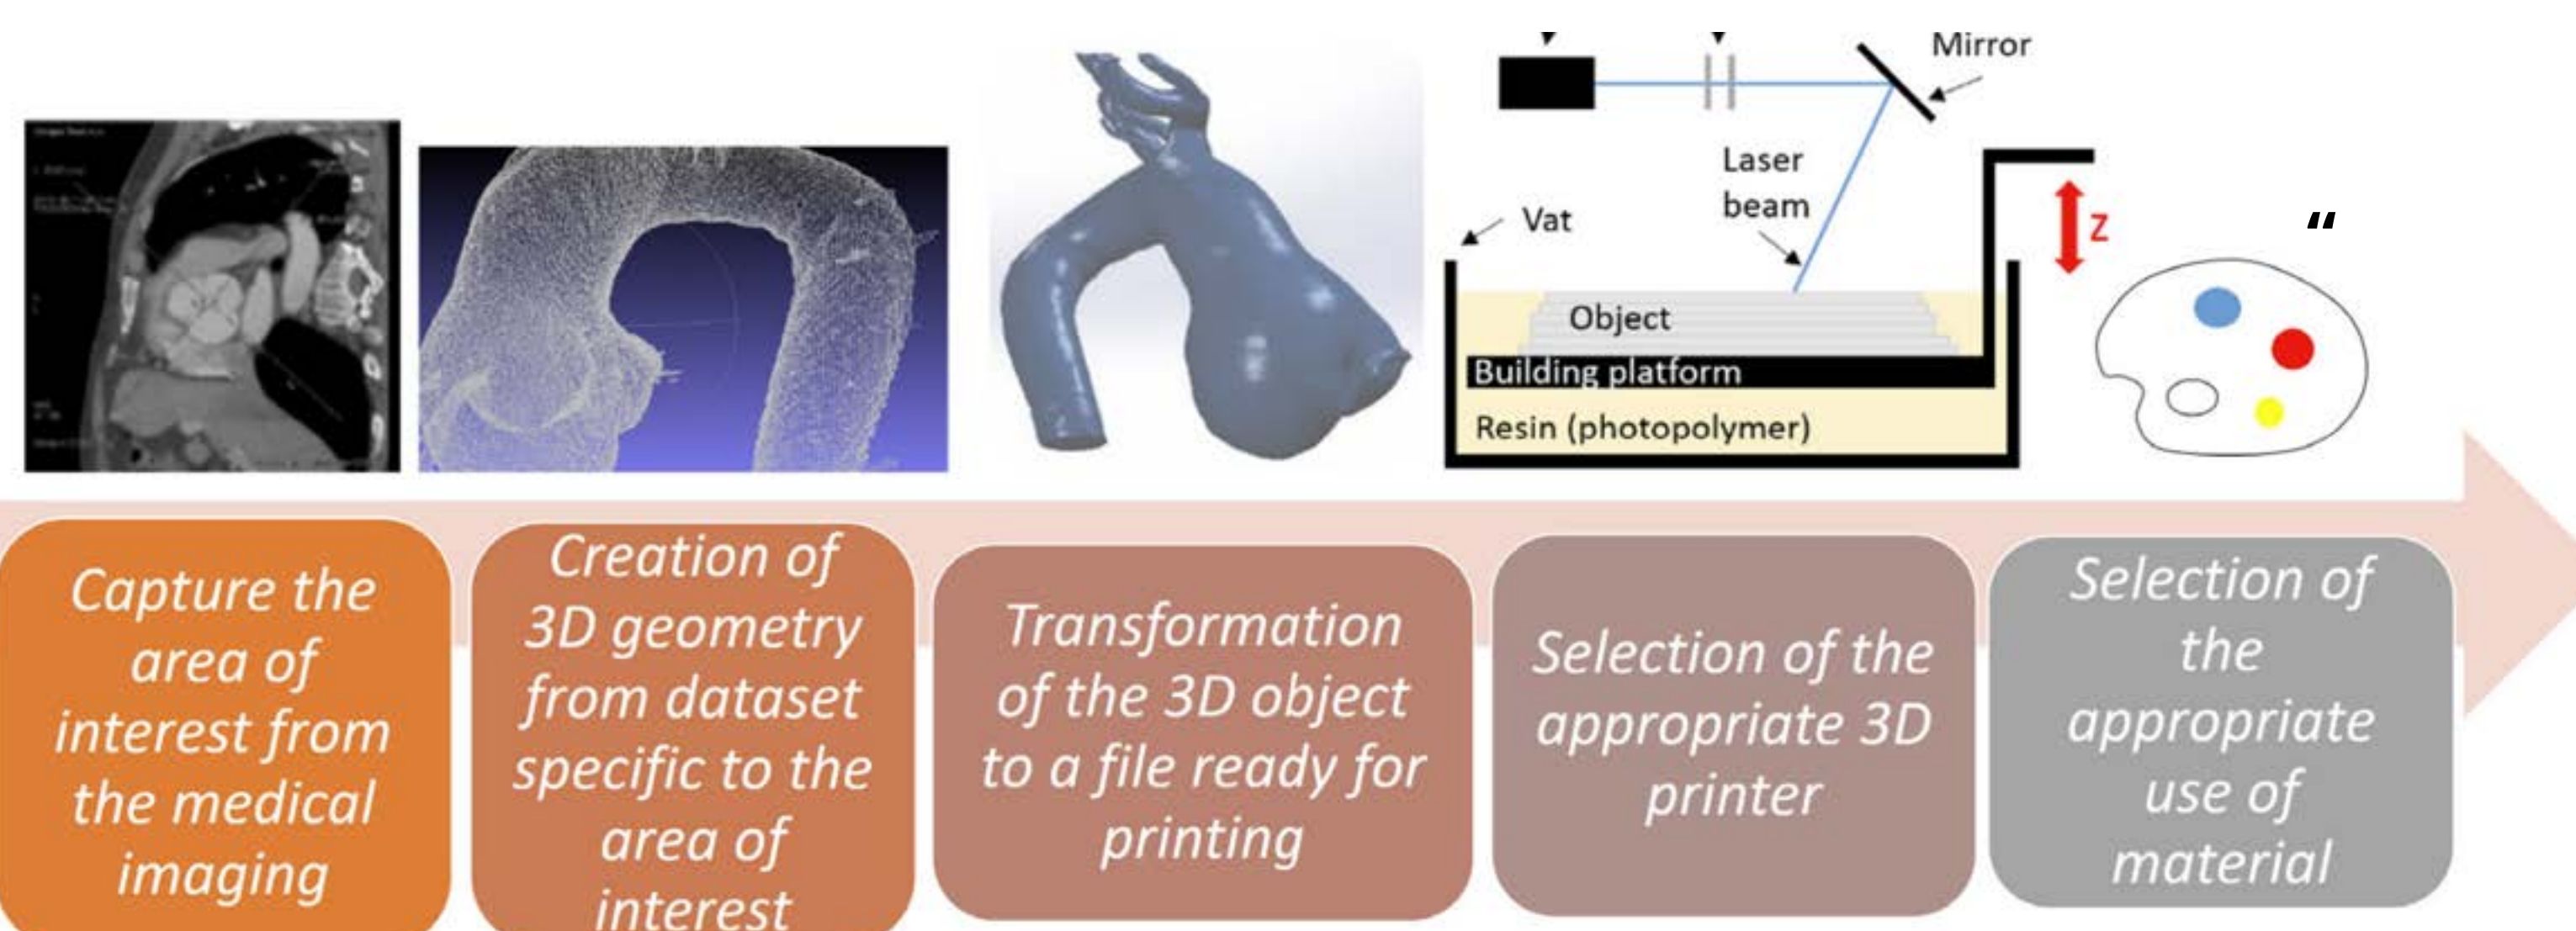 Mirror
Laser
beam
Vat
Z
“
Object
Building platform
Resin (photopolymer)
Capture the
area of
interest from
the medical
imaging
Creation of
3D geometry
from dataset
specific to the
area of
interest
Transformation
of the 3D object
to a file ready for
printing
Selection of the
appropriate 3D
printer
Selection of
the
appropriate
use of
material